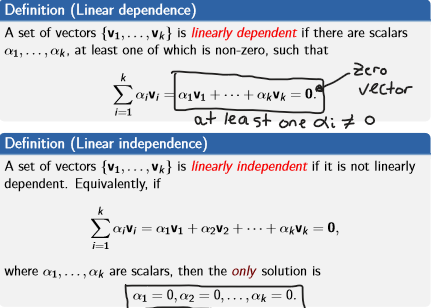 Definition (Linear dependence)
A set of vectors {v₁, . . . , vₖ} is linearly dependent if there are scalars
α₁, . . . , αₖ, at least one of which is non-zero, such that
k
∑ αᵢvᵢ = α₁v₁ + · · · + αₖvₖ = 0.
i=1
zero
vector
at least one αᵢ ≠ 0
Definition (Linear independence)
A set of vectors {v₁, . . . , vₖ} is linearly independent if it is not linearly
dependent. Equivalently, if
k
∑ αᵢvᵢ = α₁v₁ + α₂v₂ + · · · + αₖvₖ = 0,
i=1
where α₁, . . . , αₖ are scalars, then the only solution is
α₁ = 0, α₂ = 0, . . . , αₖ = 0.